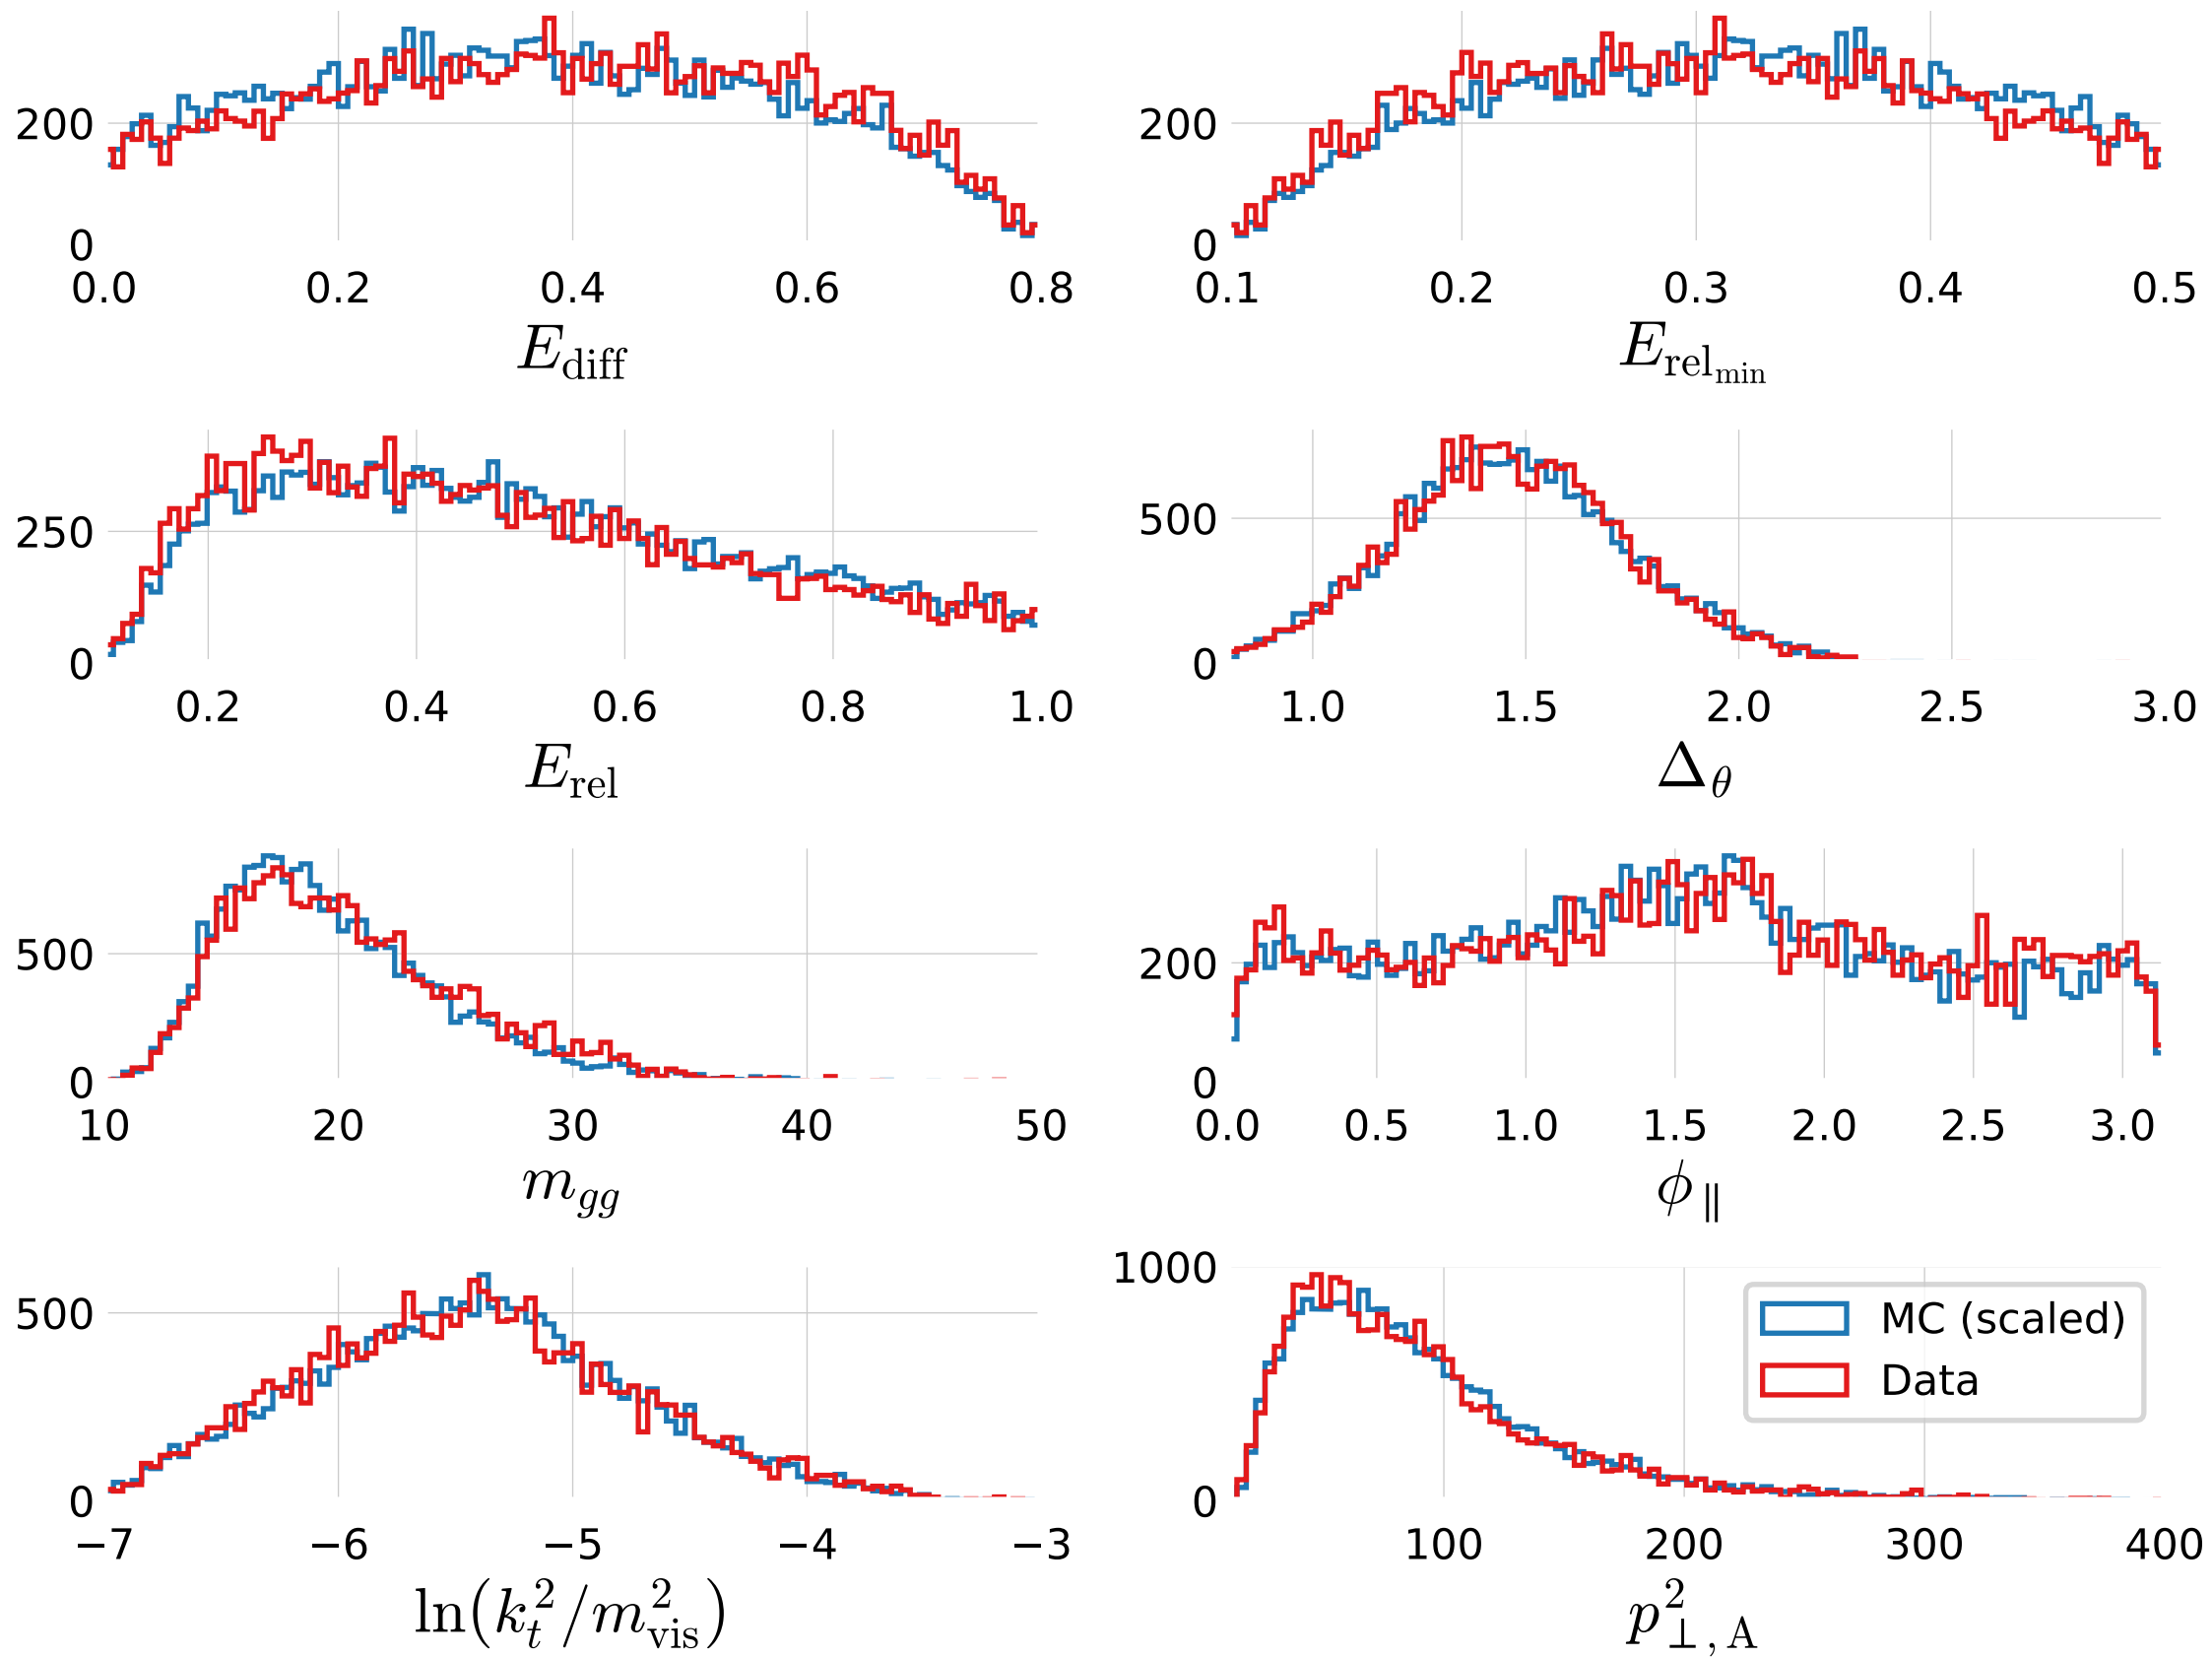 200
0
0.0 0.2 0.4 0.6 0.8
E_diff
200
0
0.1 0.2 0.3 0.4 0.5
E_rel_min
250
0
0.2 0.4 0.6 0.8 1.0
E_rel
500
0
1.0 1.5 2.0 2.5 3.0
Δ_θ
500
0
10 20 30 40 50
m_gg
200
0
0.0 0.5 1.0 1.5 2.0 2.5 3.0
ϕ_∥
500
0
−7 −6 −5 −4 −3
ln(k_t^2/m_vis^2)
1000
0
100 200 300 400
p_⊥,A^2
MC (scaled)
Data